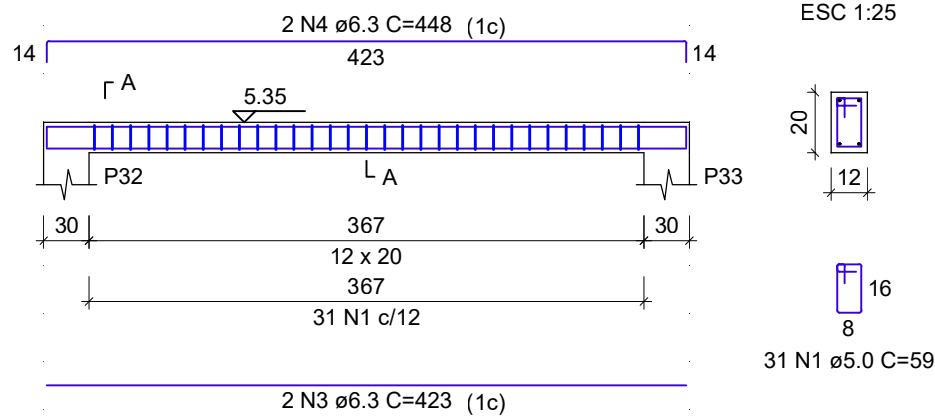 2 N4 ø6.3 C=448 (1c)
ESC 1:25
14
423
14
A
5.35
20
A
P32
P33
12
30
367
30
12 x 20
367
16
31 N1 c/12
8
31 N1 ø5.0 C=59
2 N3 ø6.3 C=423 (1c)